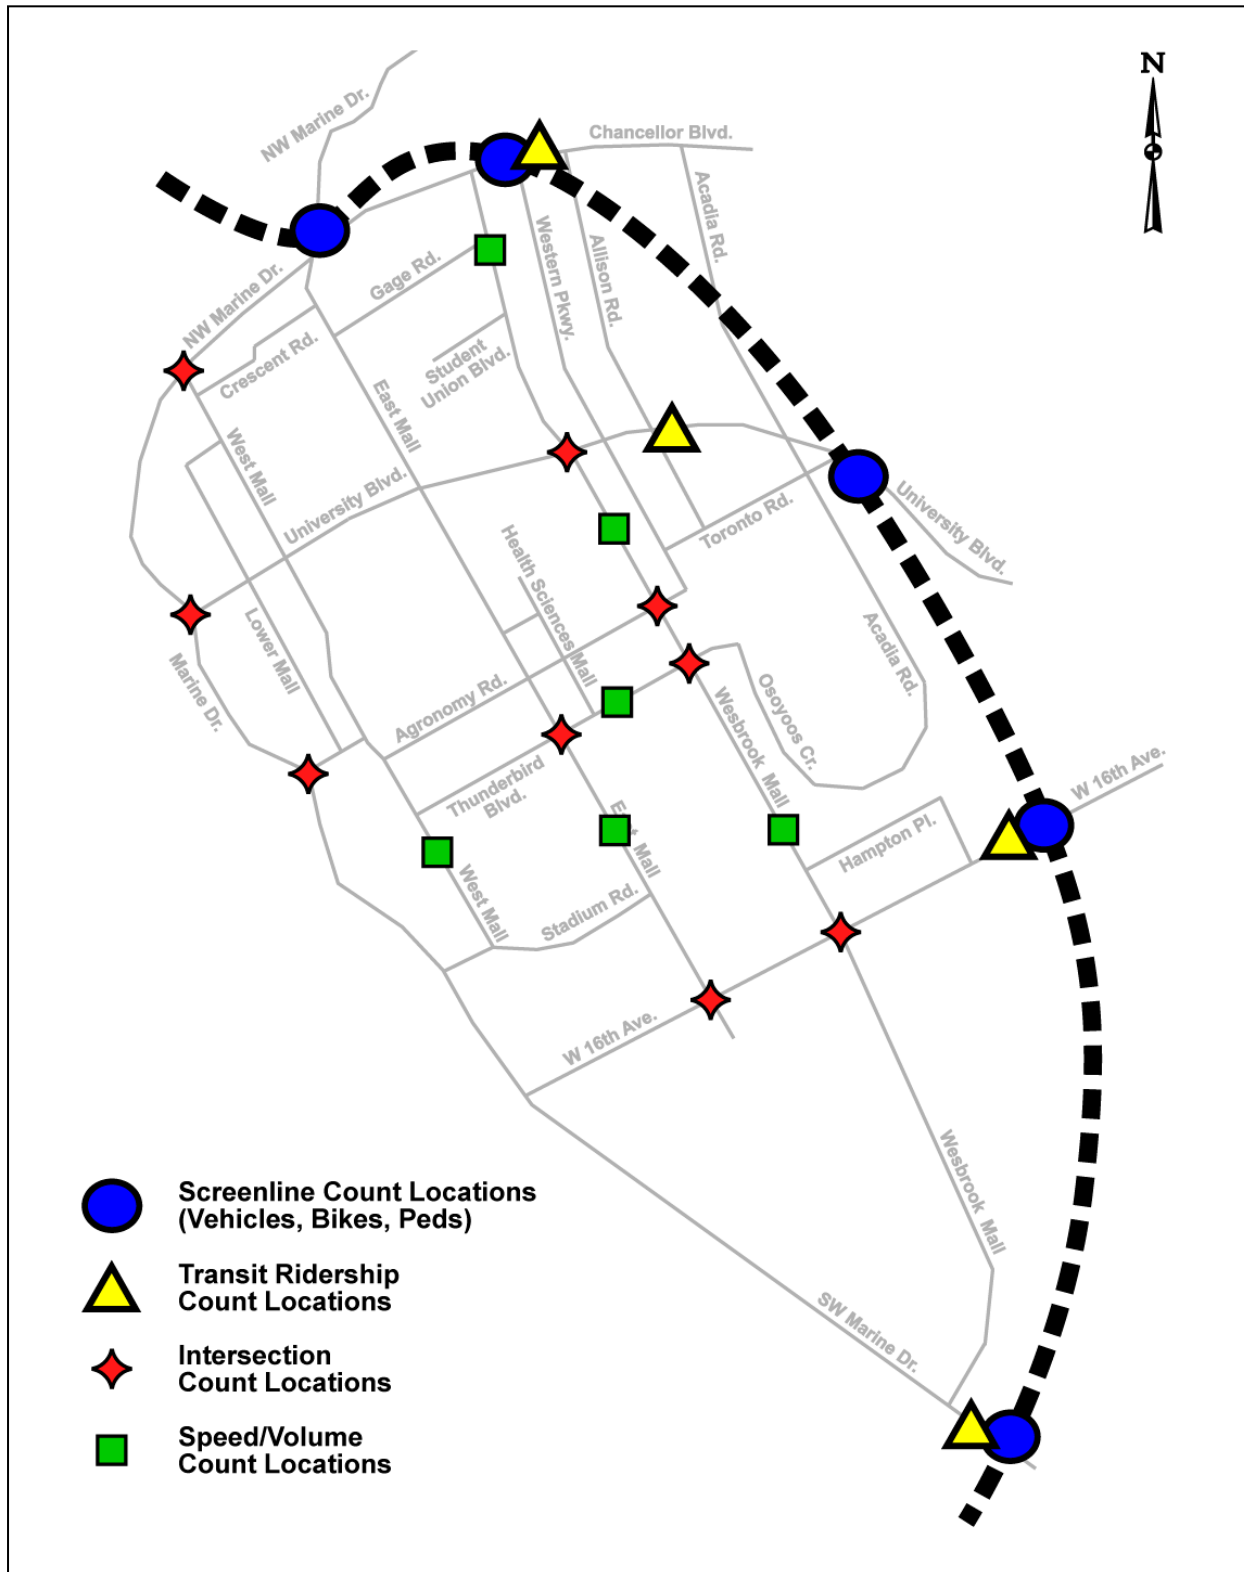 N
NW Marine Dr.
Chancellor Blvd.
Acadia Rd.
Western Pkwy.
Allison Rd.
Gage Rd.
NW Marine Dr.
Crescent Rd.
Student
Union Blvd.
East Mall
West Mall
University Blvd.
Toronto Rd.
University Blvd.
Health Sciences Mall
Lower Mall
Marine Dr.
Acadia Rd.
Agronomy Rd.
Osoyoos Cr.
Wesbrook Mall
Thunderbird
Blvd.
East Mall
W 16th Ave.
Hampton Pl.
West Mall
Stadium Rd.
W 16th Ave.
Wesbrook Mall
SW Marine Dr.
Screenline Count Locations
(Vehicles, Bikes, Peds)
Transit Ridership
Count Locations
Intersection
Count Locations
Speed/Volume
Count Locations